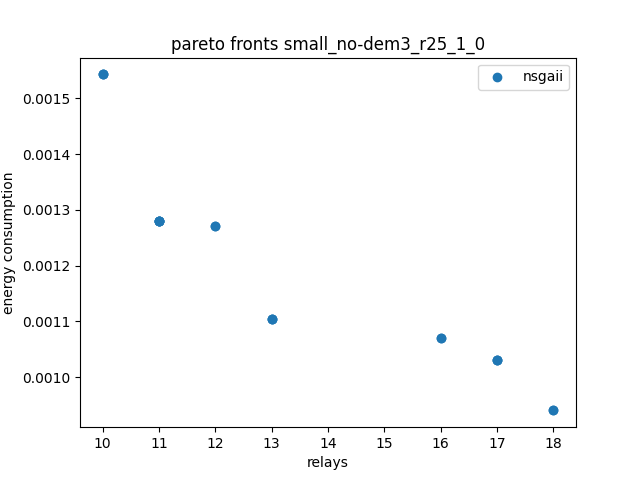 pareto fronts small_no-dem3_r25_1_0
nsgaii
0.0015
0.0014
0.0013
0.0012
0.0011
0.0010
energy consumption
10 11 12 13 14 15 16 17 18
relays